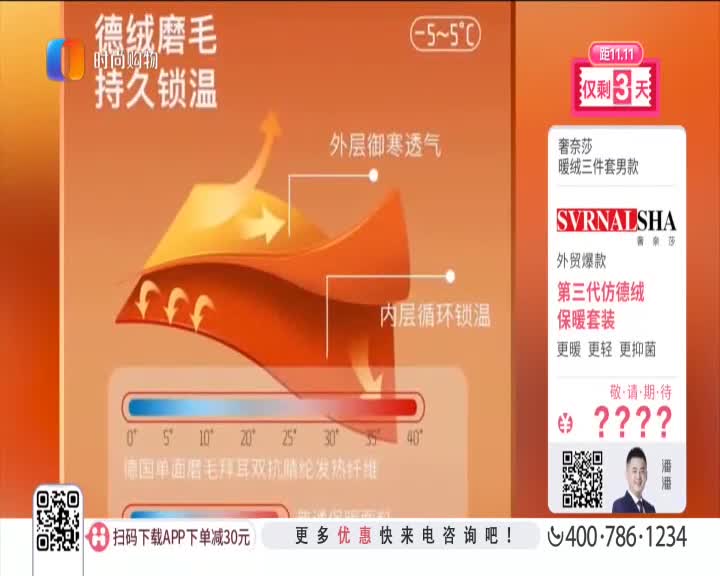 德绒磨毛
持久锁温
时尚购物
-5~5℃
外层御寒透气
内层循环锁温
0° 5° 10° 20° 25° 30° 35° 40°
德国单面磨毛拜耳双抗腈纶发热纤维
普通保暖面料
距11.11
仅剩3天
奢奈莎
暖绒三件套男款
SVRNALSHA
奢奈莎
外贸爆款
第三代仿德绒
保暖套装
更暖 更轻 更抑菌
敬·请·期·待
¥ ????
潘潘
扫码下载APP下单减30元
更多优惠快来电咨询吧！
400-786-1234